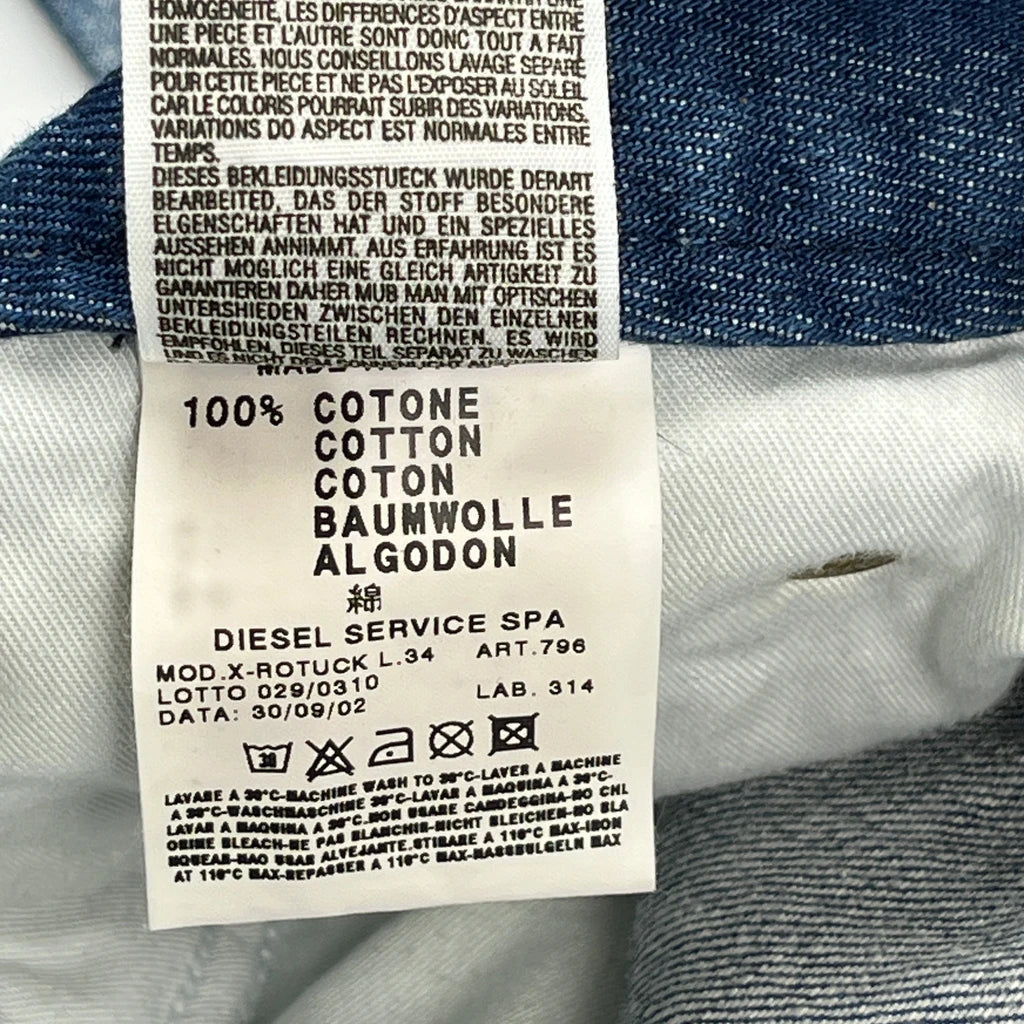 HOMOGENEITE, LES DIFFERENCES D'ASPECT ENTRE
UNE PIECE ET L'AUTRE SONT DONC TOUT A FAIT
NORMALES. NOUS CONSEILLONS LAVAGE SEPARE
POUR CETTE PIECE ET NE PAS L'EXPOSER AU SOLEIL
CAR LE COLORIS POURRAIT SUBIR DES VARIATIONS.
VARIATIONS DO ASPECT EST NORMALES ENTRE
TEMPS.
DIESES BEKLEIDUNGSSTUECK WURDE DERART
BEARBEITED, DAS DER STOFF BESONDERE
ELGENSCHAFTEN HAT UND EIN SPEZIELLES
AUSSEHEN ANNIMMT. AUS ERFAHRUNG IST ES
NICHT MOGLICH EINE GLEICH ARTIGKEIT ZU
GARANTIEREN DAHER MUB MAN MIT OPTISCHEN
UNTERSHIEDEN ZWISCHEN DEN EINZELNEN
BEKLEIDUNGSTEILEN RECHNEN. ES WIRD
EMPFOHLEN, DIESES TEIL SEPARAT ZU WASCHEN
UND ES NICHT
100% COTONE
COTTON
COTON
BAUMWOLLE
ALGODON
綿
DIESEL SERVICE SPA
MOD.X-ROTUCK L.34 ART.796
LOTTO 029/0310 LAB. 314
DATA: 30/09/02
30
LAVARE A 30°C-MACHINE WASH TO 30°C-LAVER A MACHINE
A 30°C-WASCHMASCHINE 30°C-LAVAR A MAQUINA A 30°C-
LAVAR A MAQUINA A 30°C.NON USARE CANDEGGINA-NO CHL
ORINE BLEACH-NE PAS BLANCHIR-NICHT BLEICHEN-NO BLA
NQUEAR-NAO USAR ALVEJANTE.STIRARE A 110°C MAX-IRON
AT 110°C MAX-REPASSER A 110°C MAX-MASSBULGELN MAX